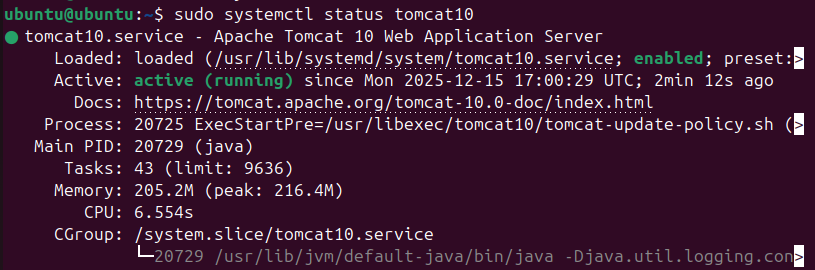 ubuntu@ubuntu:~$ sudo systemctl status tomcat10
● tomcat10.service - Apache Tomcat 10 Web Application Server
     Loaded: loaded (/usr/lib/systemd/system/tomcat10.service; enabled; preset:>
     Active: active (running) since Mon 2025-12-15 17:00:29 UTC; 2min 12s ago
       Docs: https://tomcat.apache.org/tomcat-10.0-doc/index.html
    Process: 20725 ExecStartPre=/usr/libexec/tomcat10/tomcat-update-policy.sh (>
   Main PID: 20729 (java)
      Tasks: 43 (limit: 9636)
     Memory: 205.2M (peak: 216.4M)
        CPU: 6.554s
     CGroup: /system.slice/tomcat10.service
             └─20729 /usr/lib/jvm/default-java/bin/java -Djava.util.logging.con>